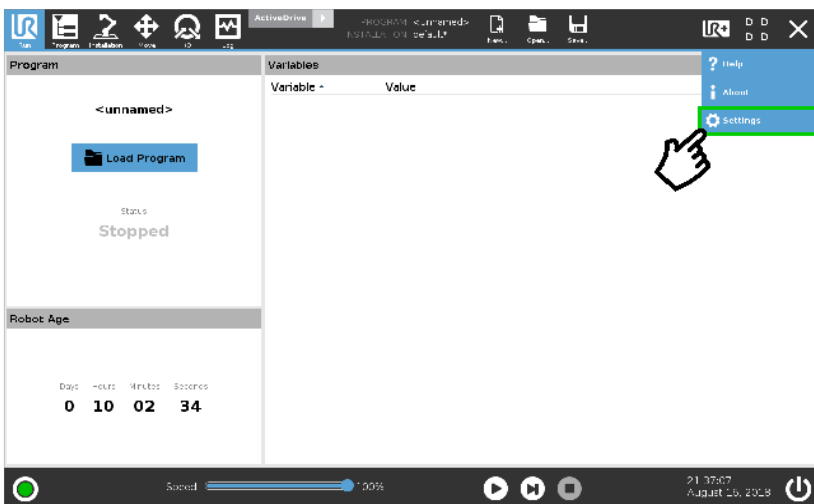 ActiveDrive
PROGRAM <unnamed>
INSTALLATION default*
UR+
D D
D D
Run
Program
Installation
Move
I/O
Log
New...
Open...
Save...
Program
<unnamed>
Load Program
Status
Stopped
Robot Age
Days Hours Minutes Seconds
0 10 02 34
Variables
Variable Value
? Help
i About
Settings
Speed 100%
21:37:07
August 15, 2018